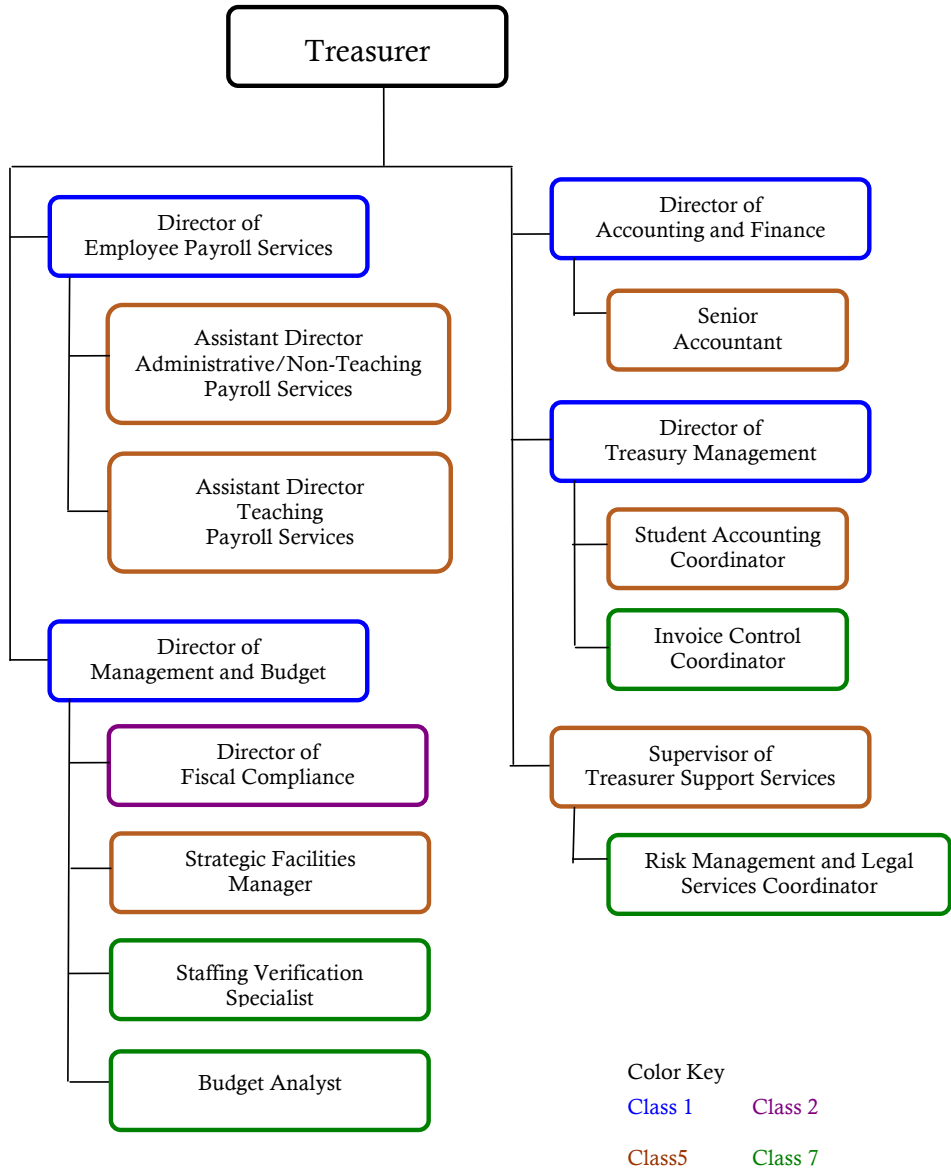 Treasurer
Director of
Employee Payroll Services
Assistant Director
Administrative/Non-Teaching
Payroll Services
Assistant Director
Teaching
Payroll Services
Director of
Management and Budget
Director of
Fiscal Compliance
Strategic Facilities
Manager
Staffing Verification
Specialist
Budget Analyst
Director of
Accounting and Finance
Senior
Accountant
Director of
Treasury Management
Student Accounting
Coordinator
Invoice Control
Coordinator
Supervisor of
Treasurer Support Services
Risk Management and Legal
Services Coordinator
Color Key
Class 1
Class 2
Class5
Class 7